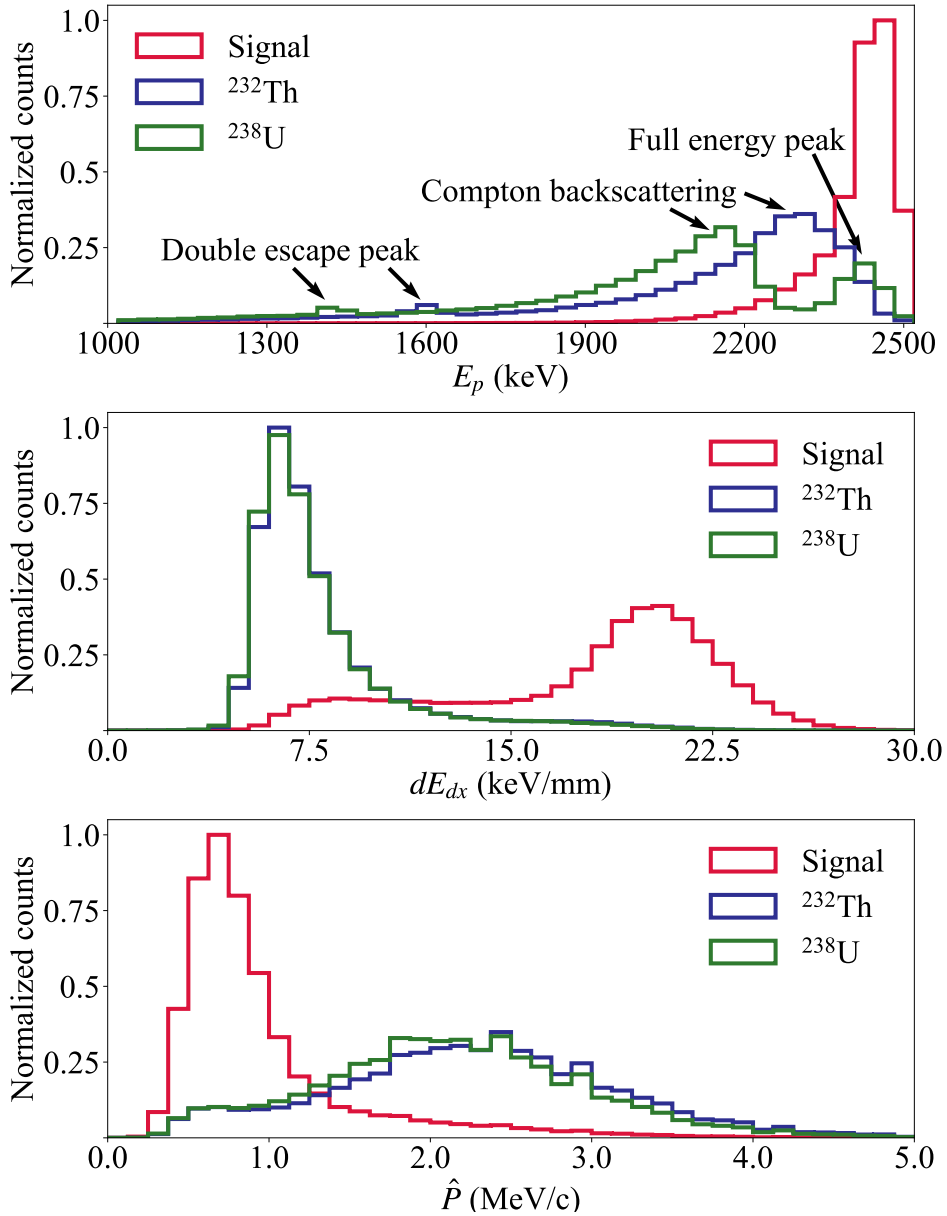 Normalized counts
1.0
0.75
0.5
0.25
Signal
²³²Th
²³⁸U
Full energy peak
Compton backscattering
Double escape peak
1000 1300 1600 1900 2200 2500
E_p (keV)
Normalized counts
1.0
0.75
0.5
0.25
Signal
²³²Th
²³⁸U
0.0 7.5 15.0 22.5 30.0
dE_dx (keV/mm)
Normalized counts
1.0
0.75
0.5
0.25
Signal
²³²Th
²³⁸U
0.0 1.0 2.0 3.0 4.0 5.0
P̂ (MeV/c)